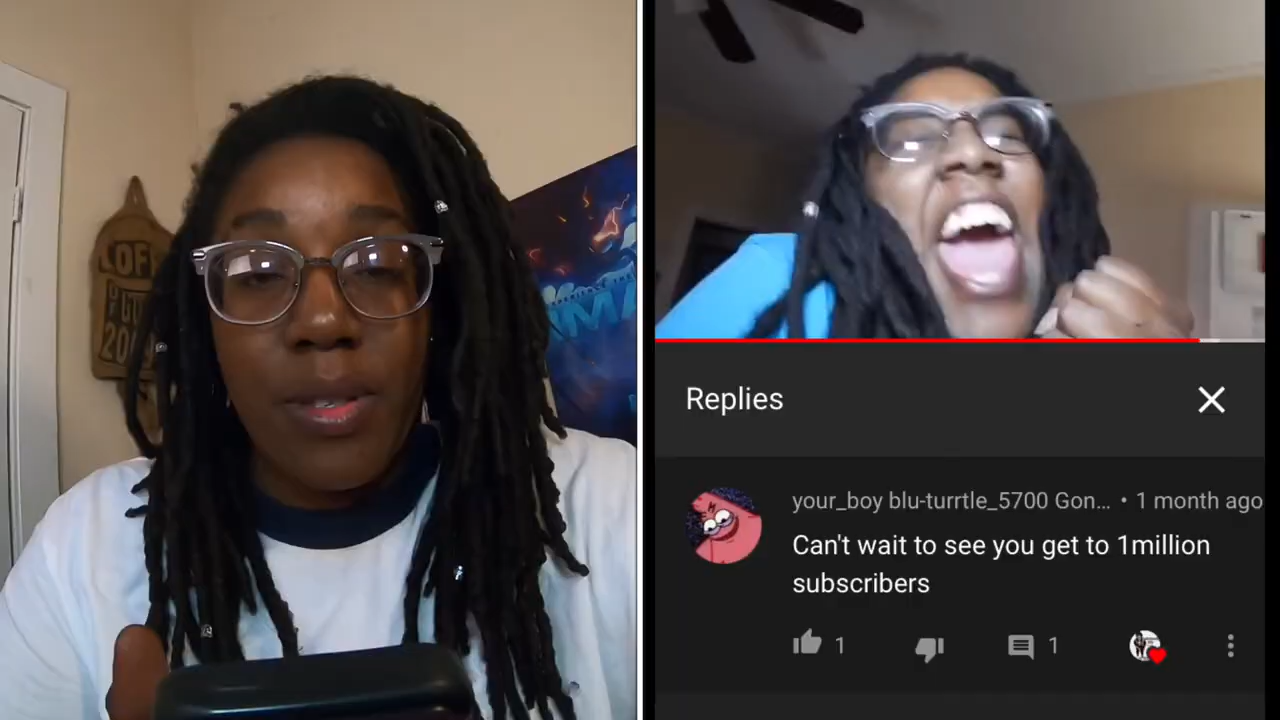 Replies
your_boy blu-turrtle_5700 Gon... • 1 month ago
Can't wait to see you get to 1million
subscribers
1
1